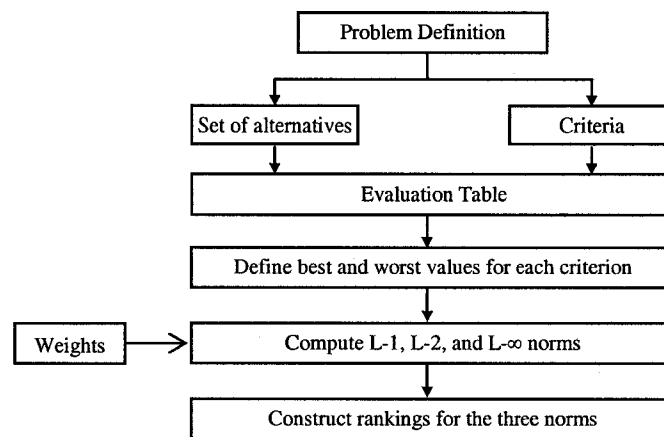 Problem Definition
Set of alternatives
Criteria
Evaluation Table
Define best and worst values for each criterion
Weights
Compute L-1, L-2, and L-∞ norms
Construct rankings for the three norms